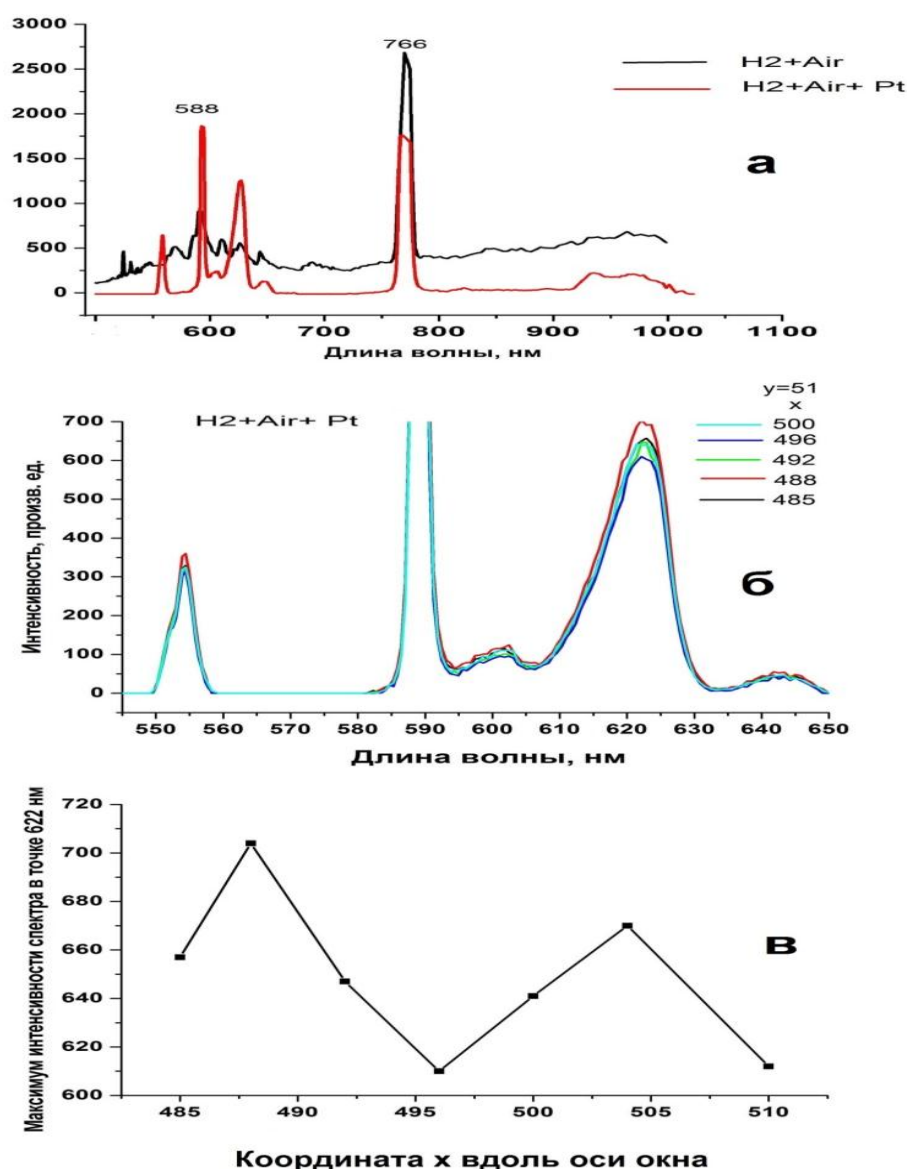 3000
2500
2000
1500
1000
500
0
766
588
H2+Air
H2+Air+ Pt
а
600 700 800 900 1000 1100
Длина волны, нм
H2+Air+ Pt
y=51
x
500
496
492
488
485
700
600
500
400
300
200
100
0
Интенсивность, произв. ед.
б
550 560 570 580 590 600 610 620 630 640 650
Длина волны, нм
720
700
680
660
640
620
600
Максимум интенсивности спектра в точке 622 нм
в
485 490 495 500 505 510
Координата х вдоль оси окна